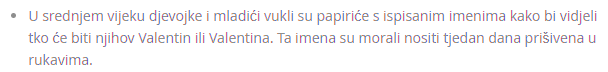 • U srednjem vijeku djevojke i mladići vukli su papiriće s ispisanim imenima kako bi vidjeli
tko će biti njihov Valentin ili Valentina. Ta imena su morali nositi tjedan dana prišivena u
rukavima.